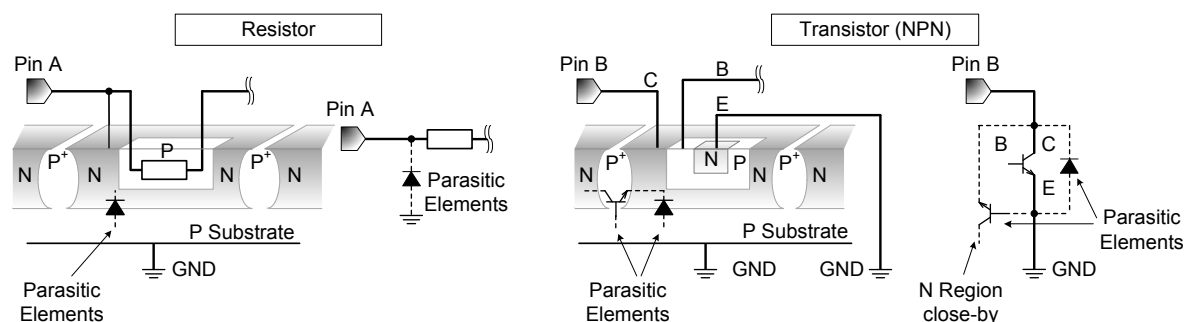 Resistor
Pin A
Pin A
N
P+
N
P
N
P+
N
Parasitic
Elements
P Substrate
GND
Parasitic
Elements
Transistor (NPN)
Pin B
C
B
E
N
P+
N
N
P
N
P+
N
P Substrate
GND
GND
Parasitic
Elements
Pin B
B
C
E
Parasitic
Elements
GND
N Region
close-by